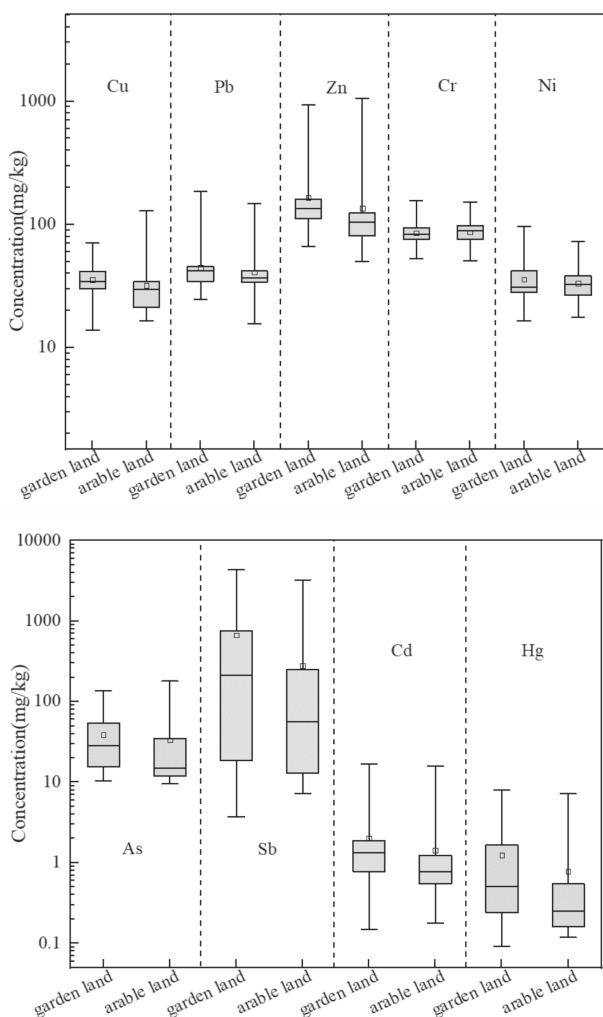 Cu Pb Zn Cr Ni
1000
100
10
Concentration(mg/kg)
garden land arable land garden land arable land garden land arable land garden land arable land garden land arable land
10000
1000
100
10
1
0.1
Concentration(mg/kg)
Cd Hg
As Sb
garden land arable land garden land arable land garden land arable land garden land arable land